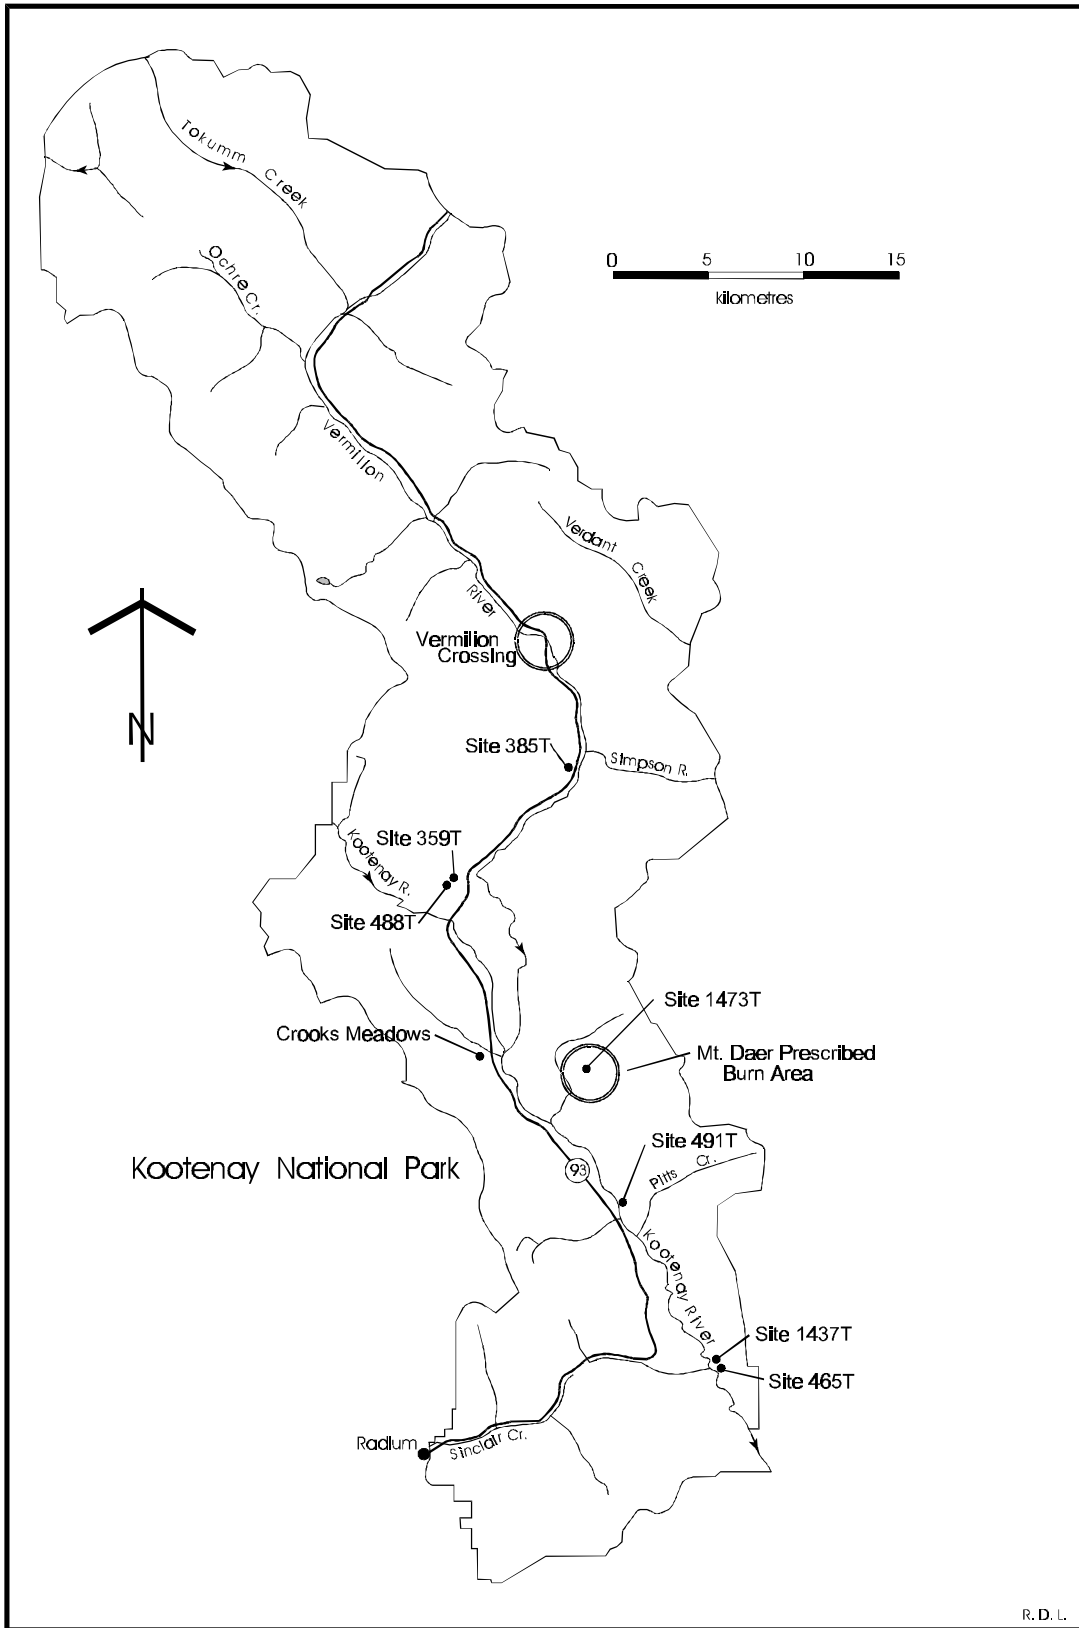 Tokumm
Creek
Ochre Cr.
0 5 10 15
kilometres
Vermilion
River
Verdant
Creek
Vermilion
Crossing
N
Site 385T
Simpson R.
Site 359T
Kootenay R.
Site 488T
Site 1473T
Crooks Meadows
Mt. Daer Prescribed
Burn Area
Site 491T
Pitts Cr.
Kootenay National Park
93
Kootenay River
Site 1437T
Site 465T
Radium
Sinclair Cr.
R. D. L.